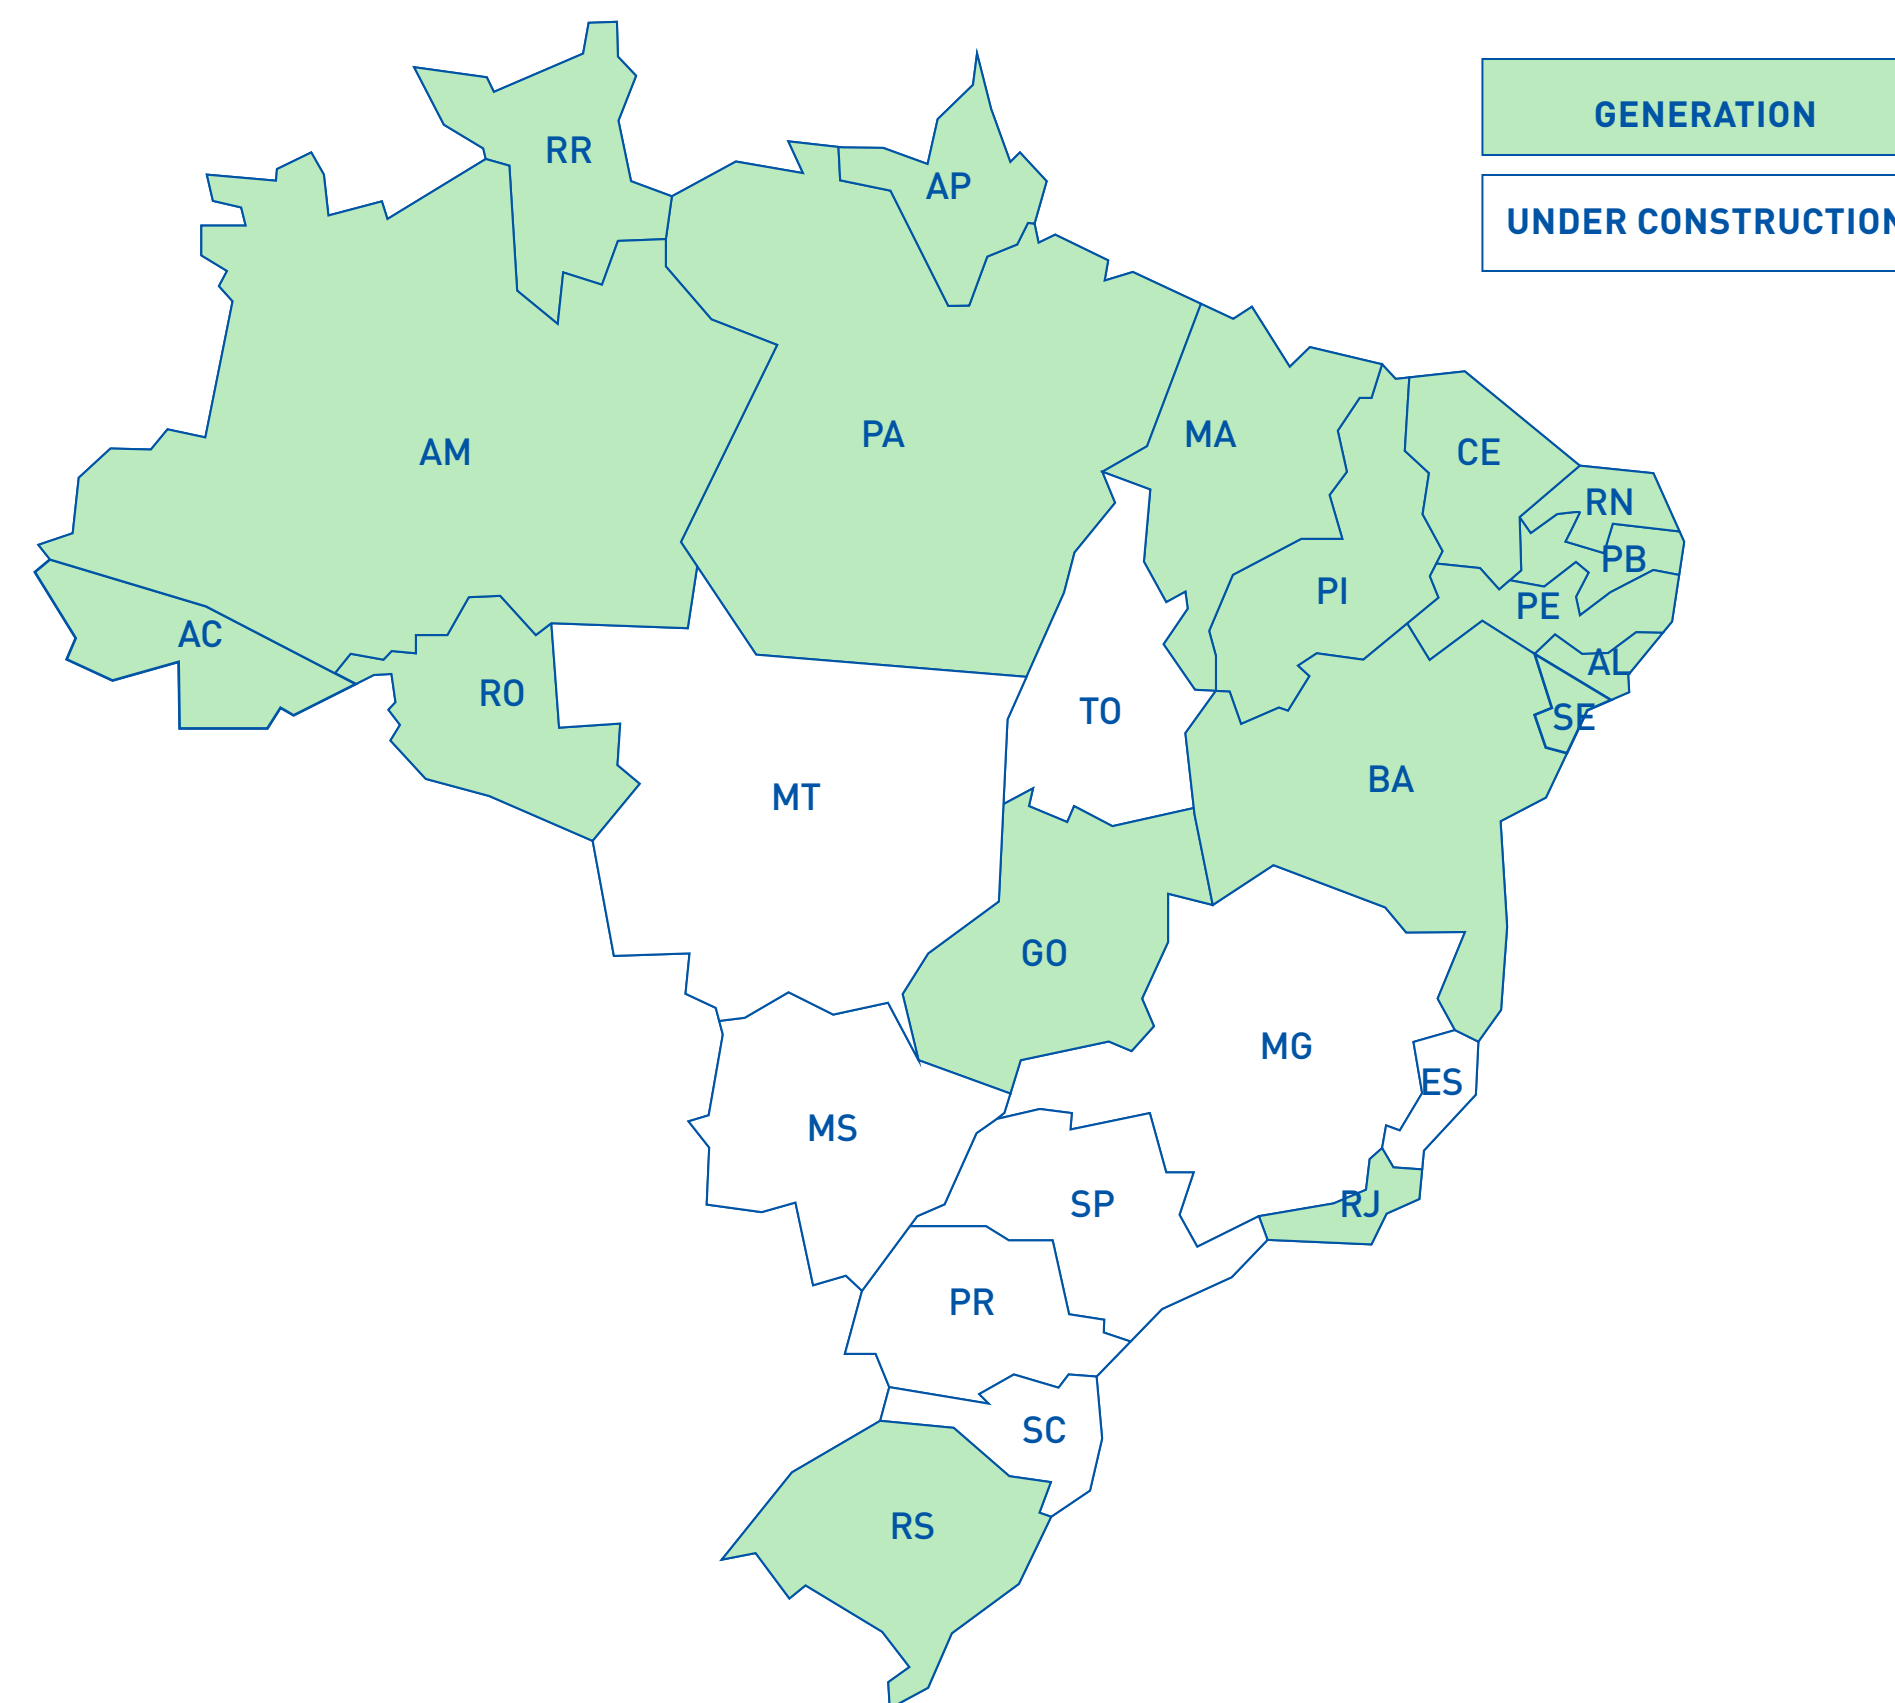 GENERATION
UNDER CONSTRUCTION
RR
AP
AM
PA
MA
CE
RN
PB
PI
PE
AC
AL
RO
TO
SE
MT
BA
GO
MG
ES
MS
SP
RJ
PR
SC
RS